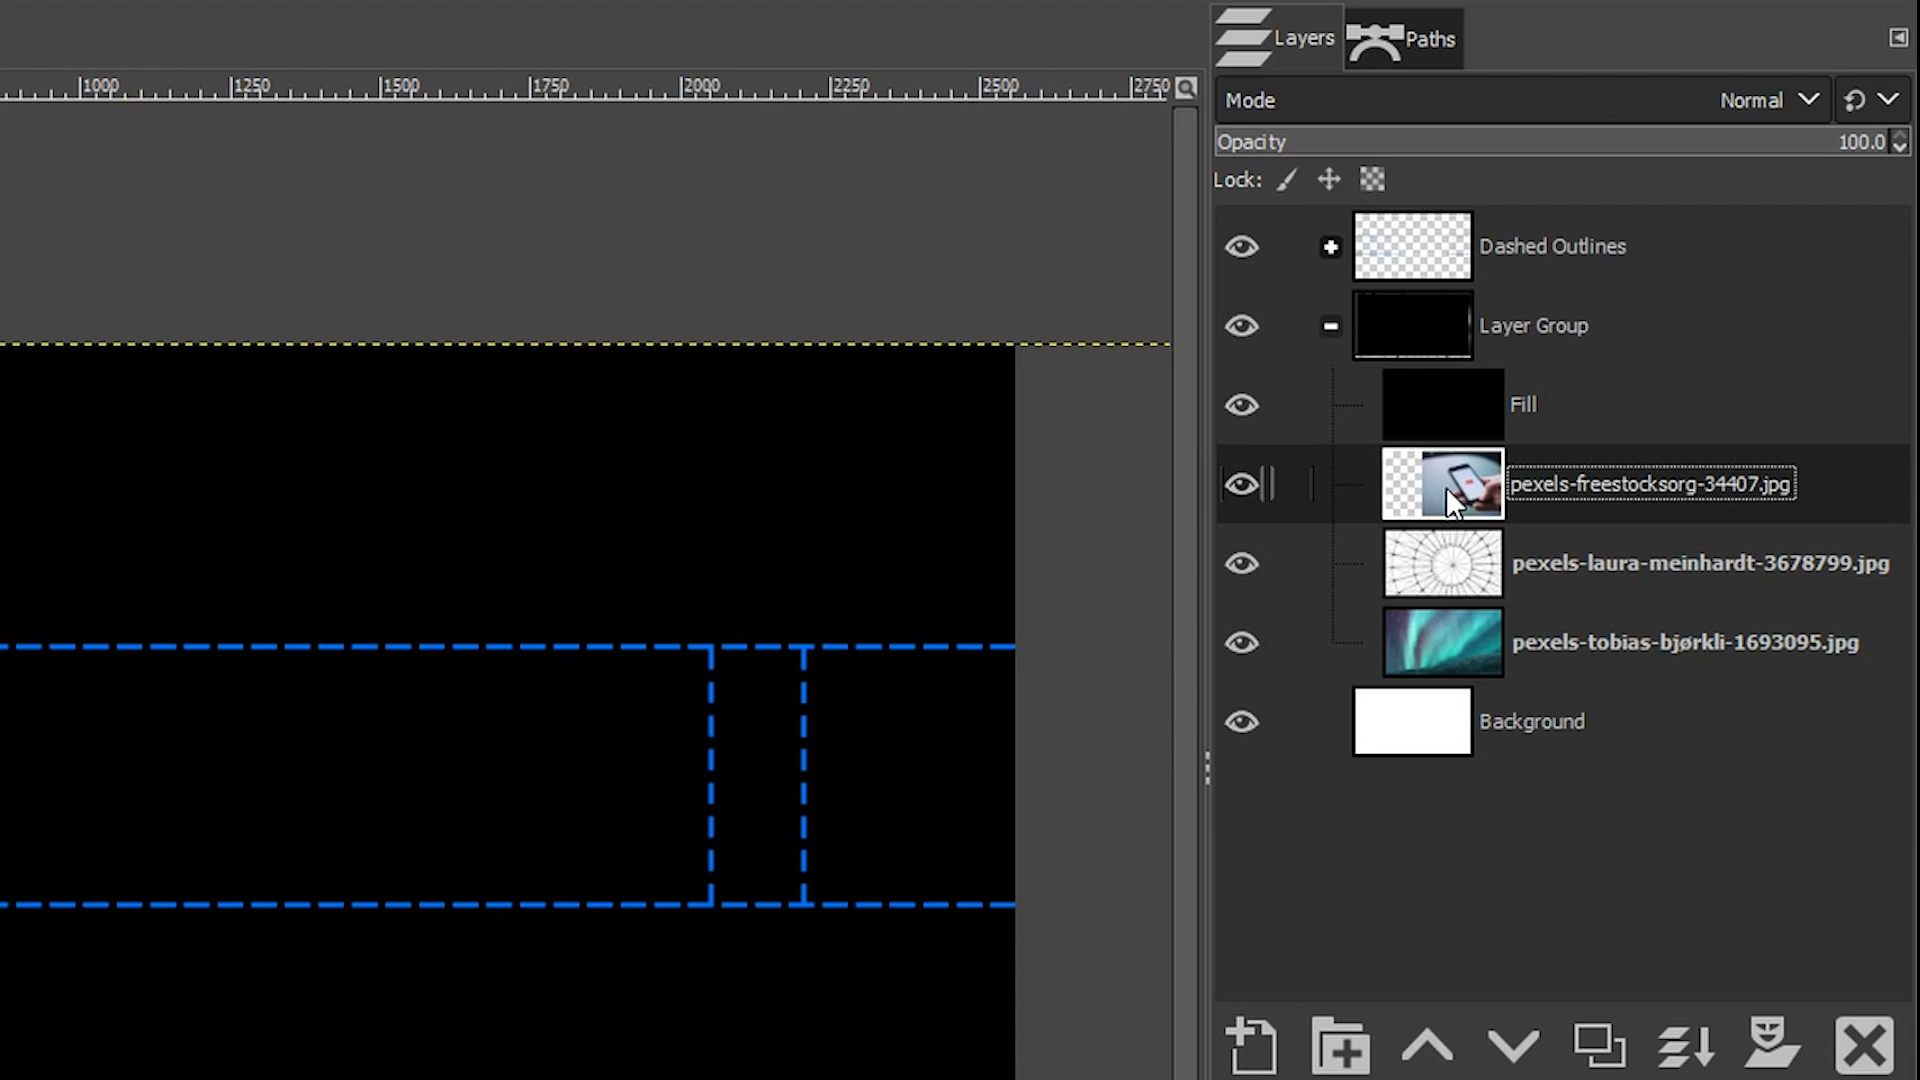 Layers
Paths
1000 1250 1500 1750 2000 2250 2500 2750
Mode Normal
Opacity 100.0
Lock:
Dashed Outlines
Layer Group
Fill
pexels-freestocksorg-34407.jpg
pexels-laura-meinhardt-3678799.jpg
pexels-tobias-bjørkli-1693095.jpg
Background